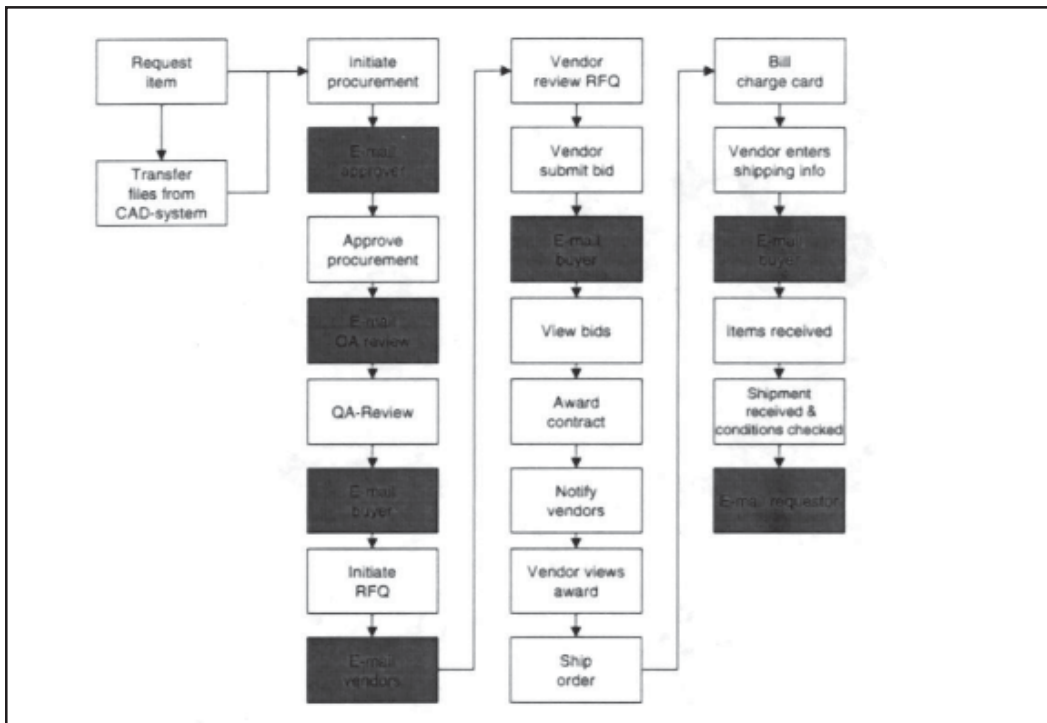 Request
item
Transfer
files from
CAD-system
Initiate
procurement
E-mail
approver
Approve
procurement
E-mail
QA review
QA-Review
E-mail
buyer
Initiate
RFQ
E-mail
vendors
Vendor
review RFQ
Vendor
submit bid
E-mail
buyer
View bids
Award
contract
Notify
vendors
Vendor views
award
Ship
order
Bill
charge card
Vendor enters
shipping info
E-mail
buyer
Items received
Shipment
received &
conditions checked
E-mail requestor